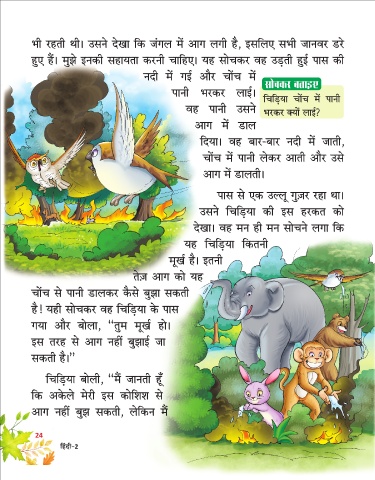 भी रहती थी। उसने देखा कि जंगल में आग लगी है, इसलिए सभी जानवर डरे
हुए हैं। मुझे इनकी सहायता करनी चाहिए। यह सोचकर वह उड़ती हुई पास की
नदी में गई और चोंच में
पानी भरकर लाई।
वह पानी उसने
आग में डाल
दिया। वह बार-बार नदी में जाती,
चोंच में पानी लेकर आती और उसे
आग में डालती।
सोचकर बताइए
चिड़िया चोंच में पानी
भरकर क्यों लाई?
पास से एक उल्लू गुज़र रहा था।
उसने चिड़िया की इस हरकत को
देखा। वह मन ही मन सोचने लगा कि
यह चिड़िया कितनी
मूर्ख है। इतनी
तेज़ आग को यह
चोंच से पानी डालकर कैसे बुझा सकती
है! यही सोचकर वह चिड़िया के पास
गया और बोला, “तुम मूर्ख हो।
इस तरह से आग नहीं बुझाई जा
सकती है।”
चिड़िया बोली, “मैं जानती हूँ
कि अकेले मेरी इस कोशिश से
आग नहीं बुझ सकती, लेकिन मैं
24
हिंदी-2